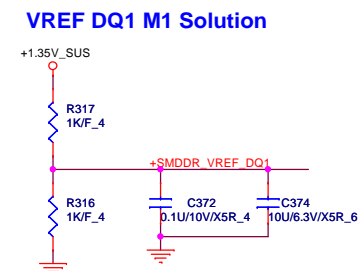 VREF DQ1 M1 Solution
+1.35V_SUS
R317
1K/F_4
+SMDDR_VREF_DQ1
R316
1K/F_4
C372
0.1U/10V/X5R_4
C374
10U/6.3V/X5R_6